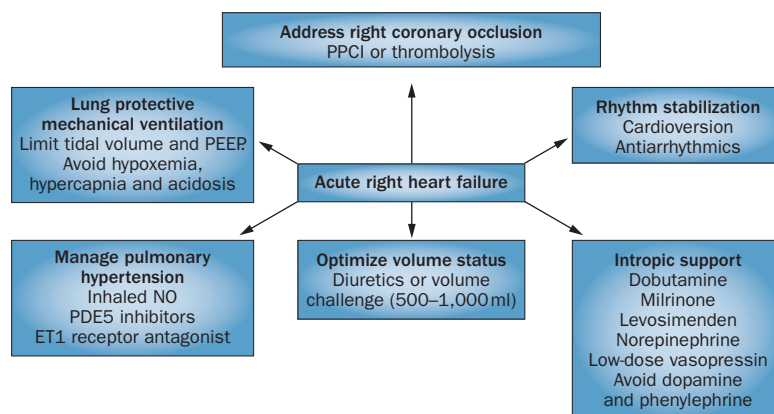 Address right coronary occlusion
PPCI or thrombolysis
Lung protective
mechanical ventilation
Limit tidal volume and PEEP.
Avoid hypoxemia,
hypercapnia and acidosis
Rhythm stabilization
Cardioversion
Antiarrhythmics
Acute right heart failure
Manage pulmonary
hypertension
Inhaled NO
PDE5 inhibitors
ET1 receptor antagonist
Optimize volume status
Diuretics or volume
challenge (500–1,000 ml)
Intropic support
Dobutamine
Milrinone
Levosimenden
Norepinephrine
Low-dose vasopressin
Avoid dopamine
and phenylephrine